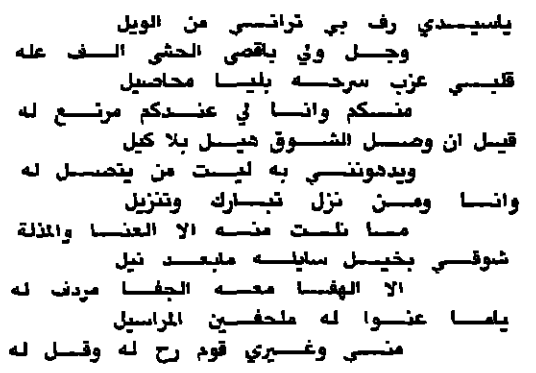 ياسيدي رف بي تراني من الويل
وجل ولي باقصى الحشى الف عله
قلبي عزب سرحه بليا محاصيل
منكم وانا لي عندكم مرتع له
قيل ان وصل الشوق هيل بلا كيل
ويدهونني به ليت من يتصل له
وانا ومن نزل تبارك وتنزيل
ما نلت منه الا العنا والمذلة
شوقي بخيل سايله مابعد نيل
الا الهفا معه الجفا مردف له
ياما عنوا له ملحفين المراسيل
مني وغيري قوم رح له وقل له